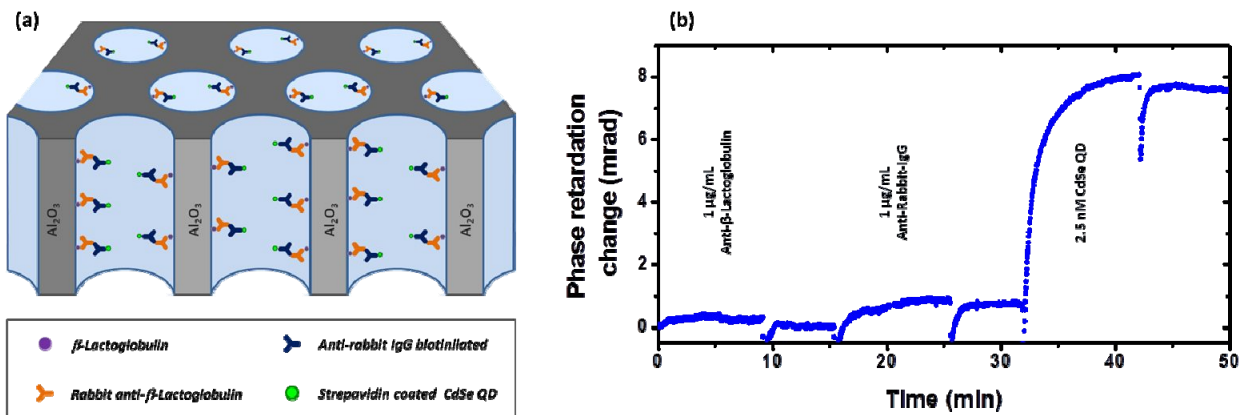 (a)
Al2O3
Al2O3
Al2O3
Al2O3
β-Lactoglobulin
Anti-rabbit IgG biotinilated
Rabbit anti-β-Lactoglobulin
Strepavidin coated CdSe QD
(b)
Phase retardation
change (mrad)
8
6
4
2
0
1 µg/mL
Anti-β-Lactoglobulin
1 µg/mL
Anti-Rabbit-IgG
2.5 nM CdSe QD
0
10
20
30
40
50
Time (min)